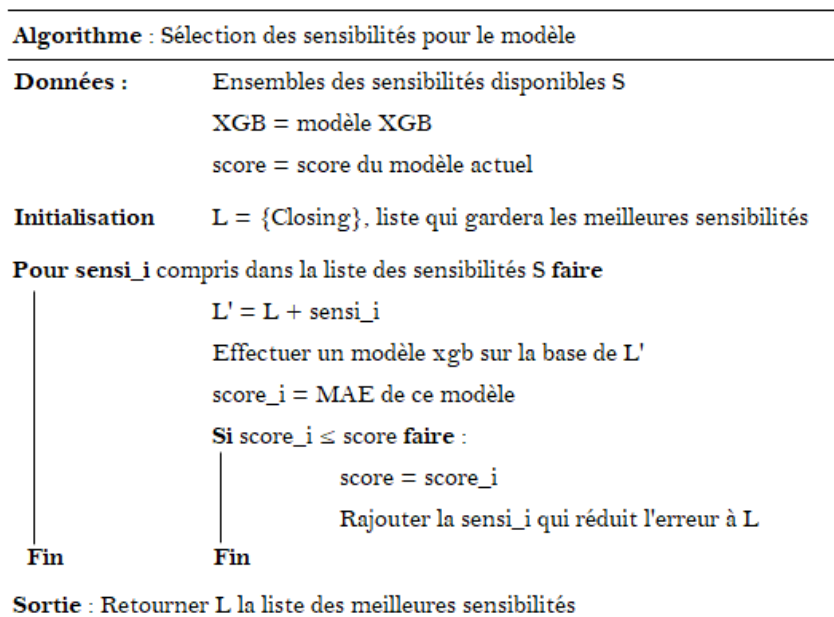 Algorithme : Sélection des sensibilités pour le modèle
Données : Ensembles des sensibilités disponibles S
XGB = modèle XGB
score = score du modèle actuel
Initialisation L = {Closing}, liste qui gardera les meilleures sensibilités
Pour sensi_i compris dans la liste des sensibilités S faire
L' = L + sensi_i
Effectuer un modèle xgb sur la base de L'
score_i = MAE de ce modèle
Si score_i ≤ score faire :
score = score_i
Rajouter la sensi_i qui réduit l'erreur à L
Fin Fin
Sortie : Retourner L la liste des meilleures sensibilités